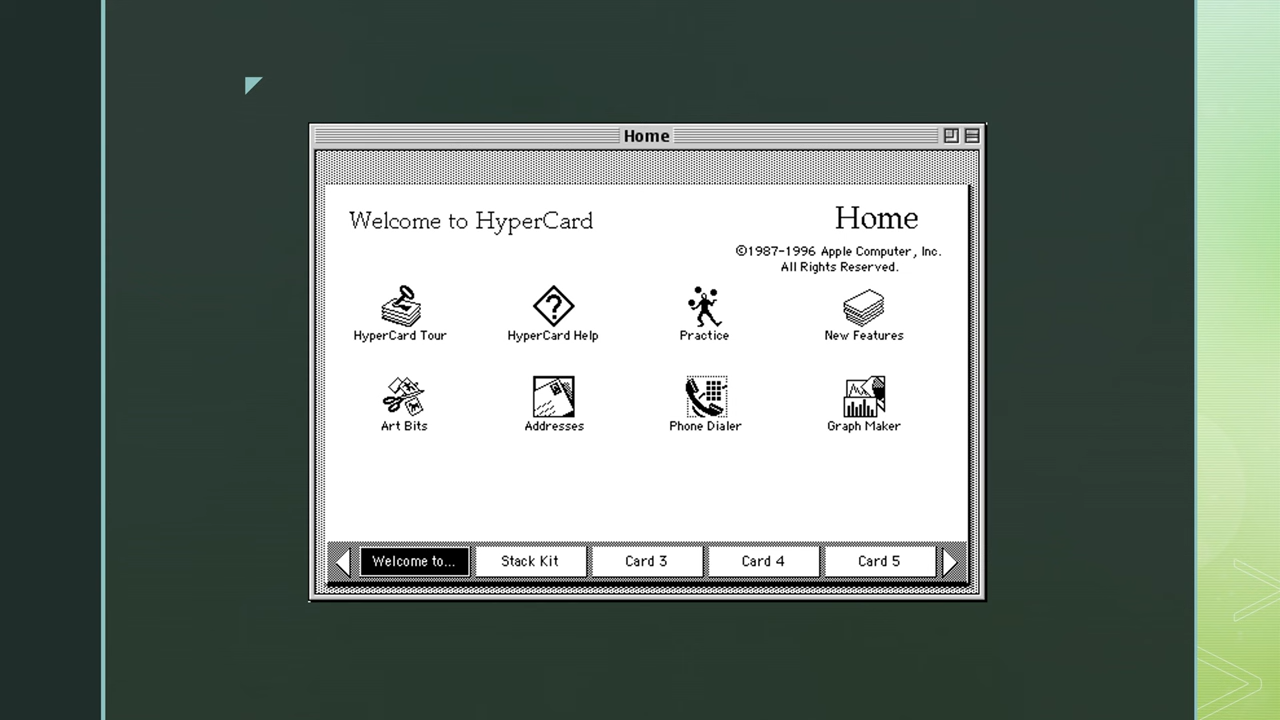 Home
Welcome to HyperCard
Home
©1987-1996 Apple Computer, Inc.
All Rights Reserved.
HyperCard Tour
HyperCard Help
Practice
New Features
Art Bits
Addresses
Phone Dialer
Graph Maker
Welcome to...
Stack Kit
Card 3
Card 4
Card 5